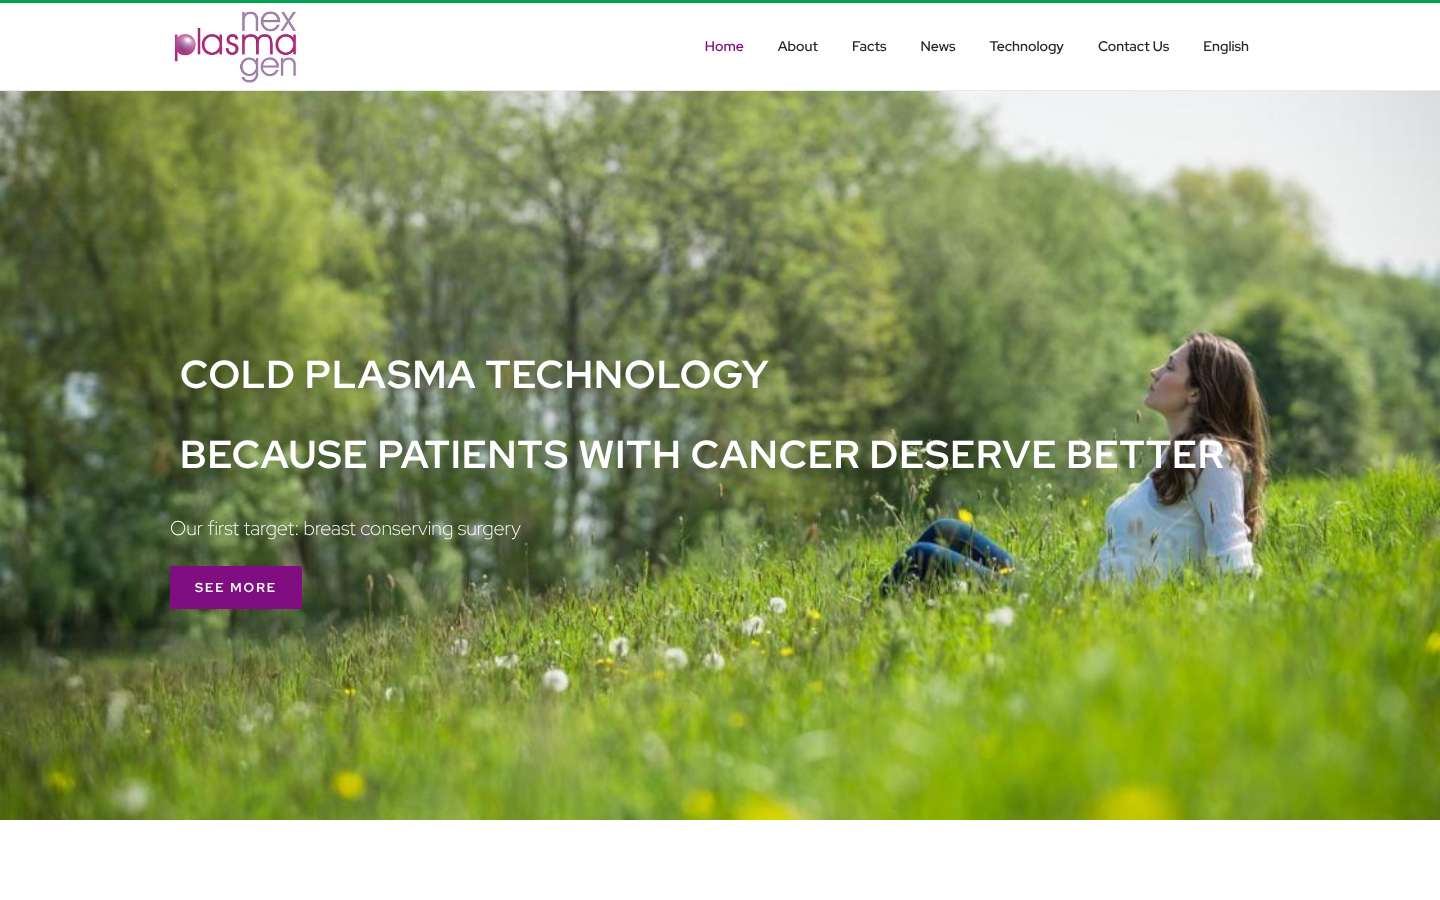 nex
plasma
gen
Home
About
Facts
News
Technology
Contact Us
English
COLD PLASMA TECHNOLOGY
BECAUSE PATIENTS WITH CANCER DESERVE BETTER
Our first target: breast conserving surgery
SEE MORE